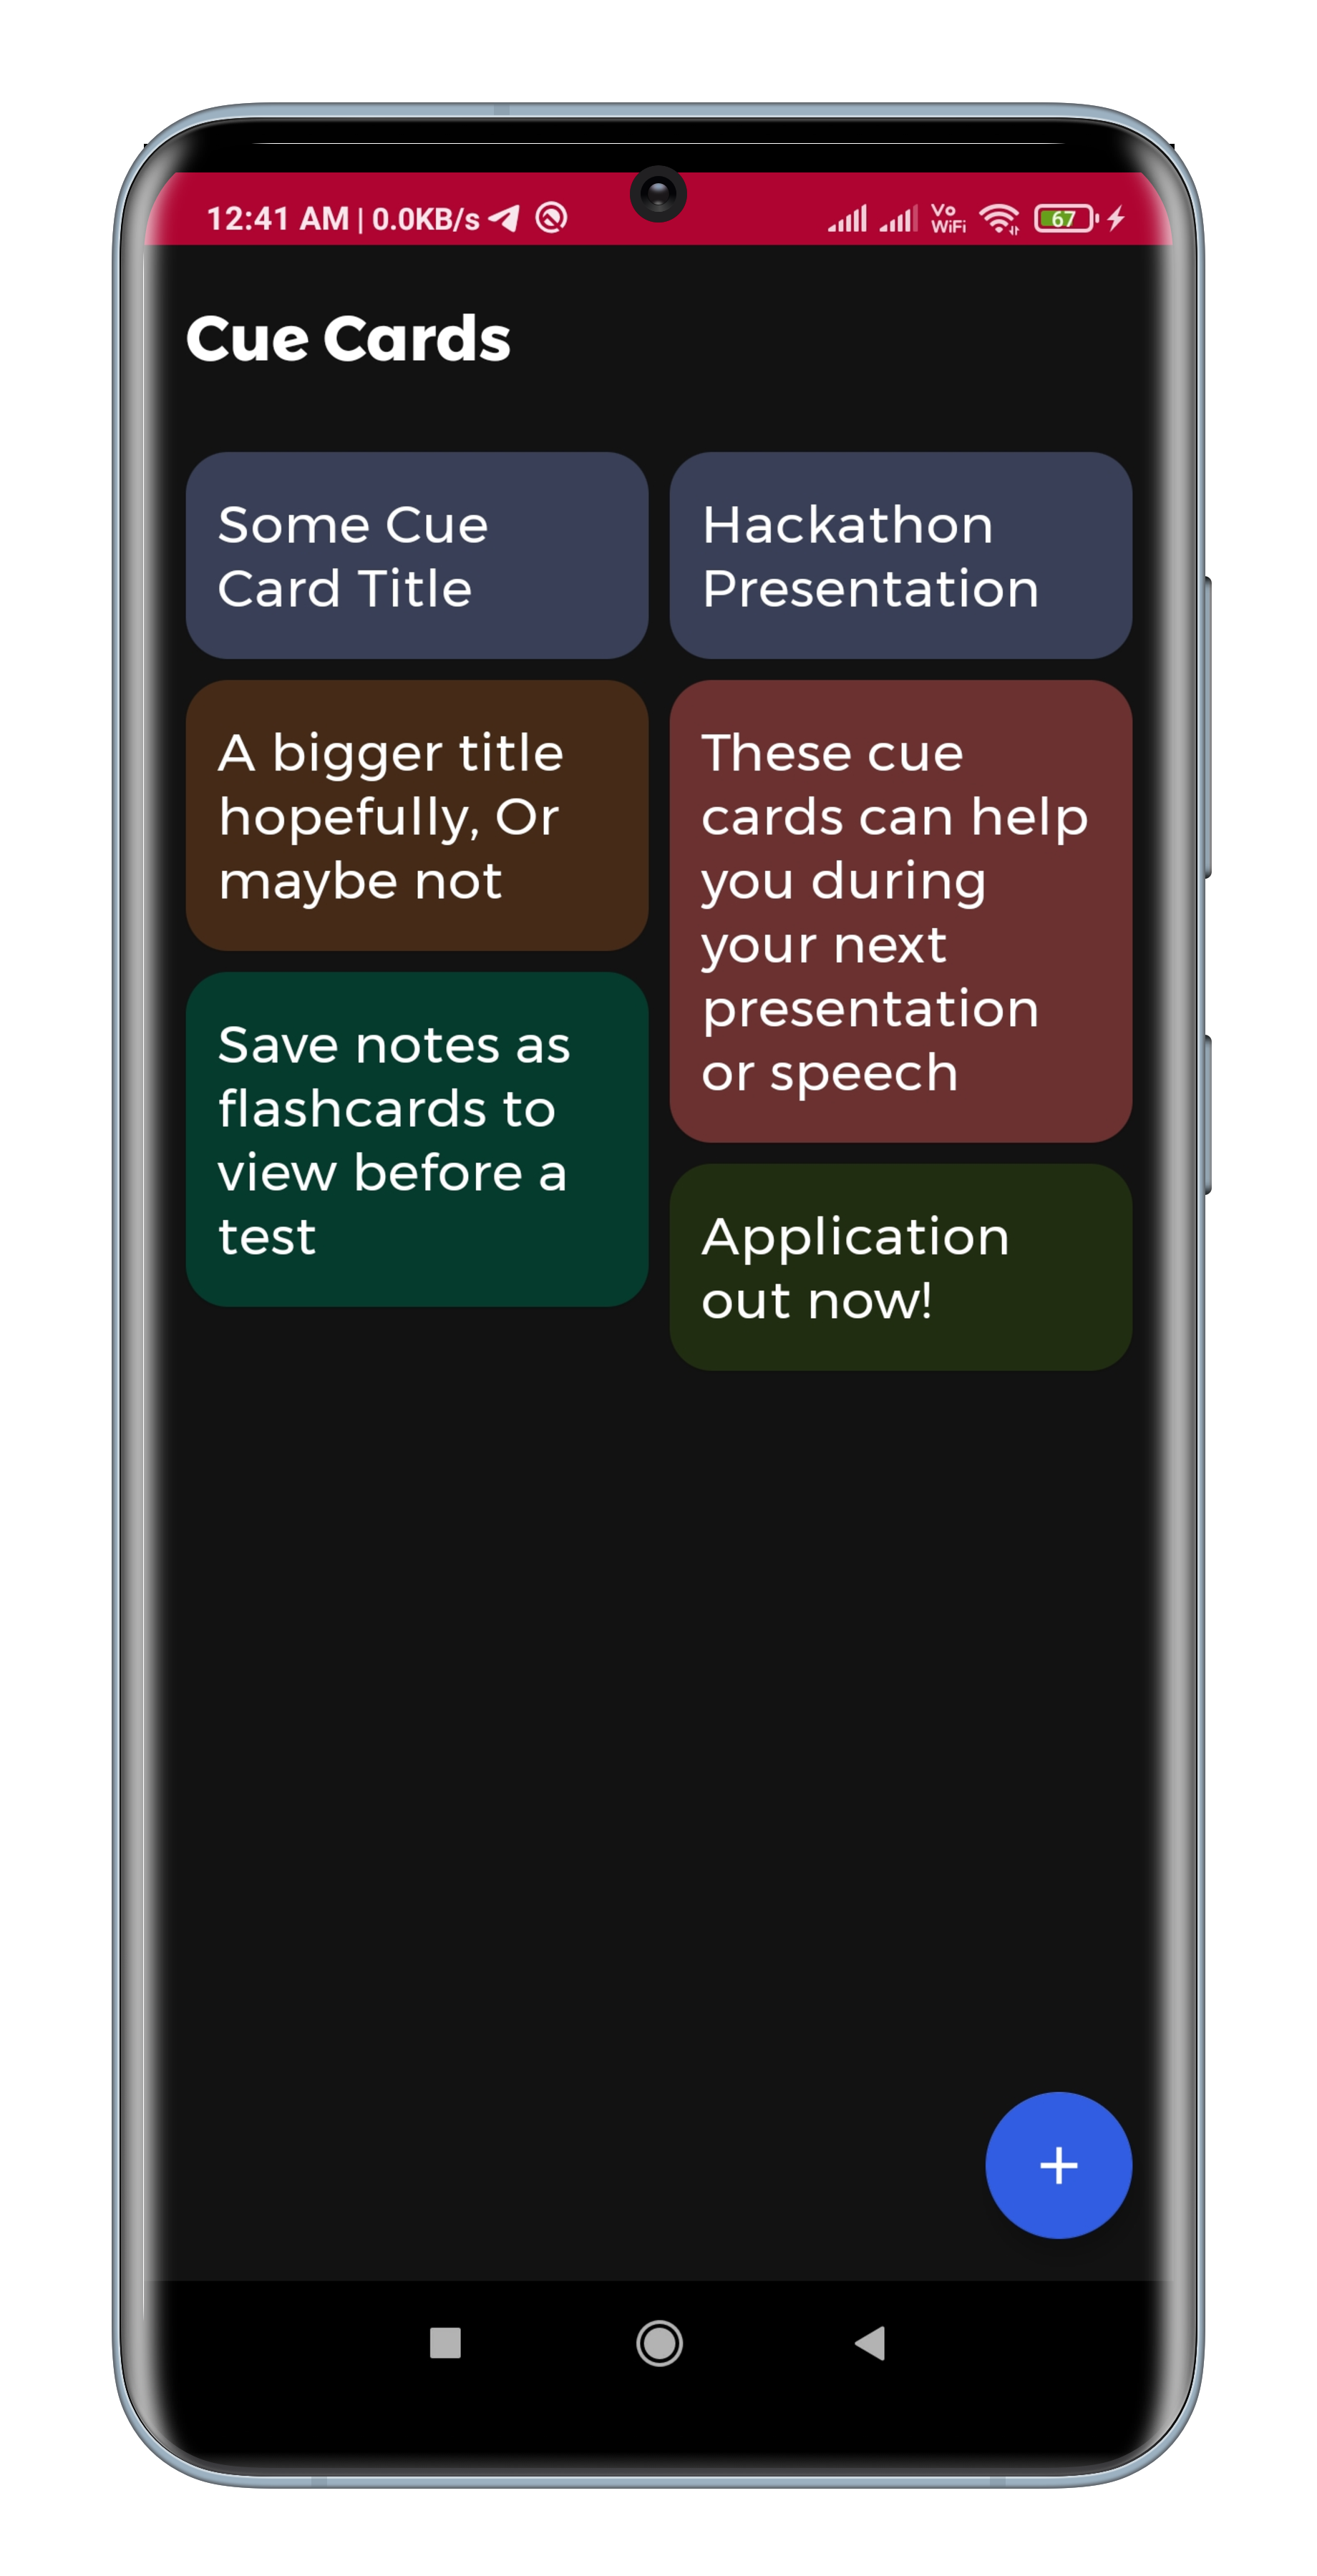 12:41 AM | 0.0KB/s
Vo
WiFi
67
Cue Cards
Some Cue
Card Title
Hackathon
Presentation
A bigger title
hopefully, Or
maybe not
These cue
cards can help
you during
your next
presentation
or speech
Save notes as
flashcards to
view before a
test
Application
out now!
+